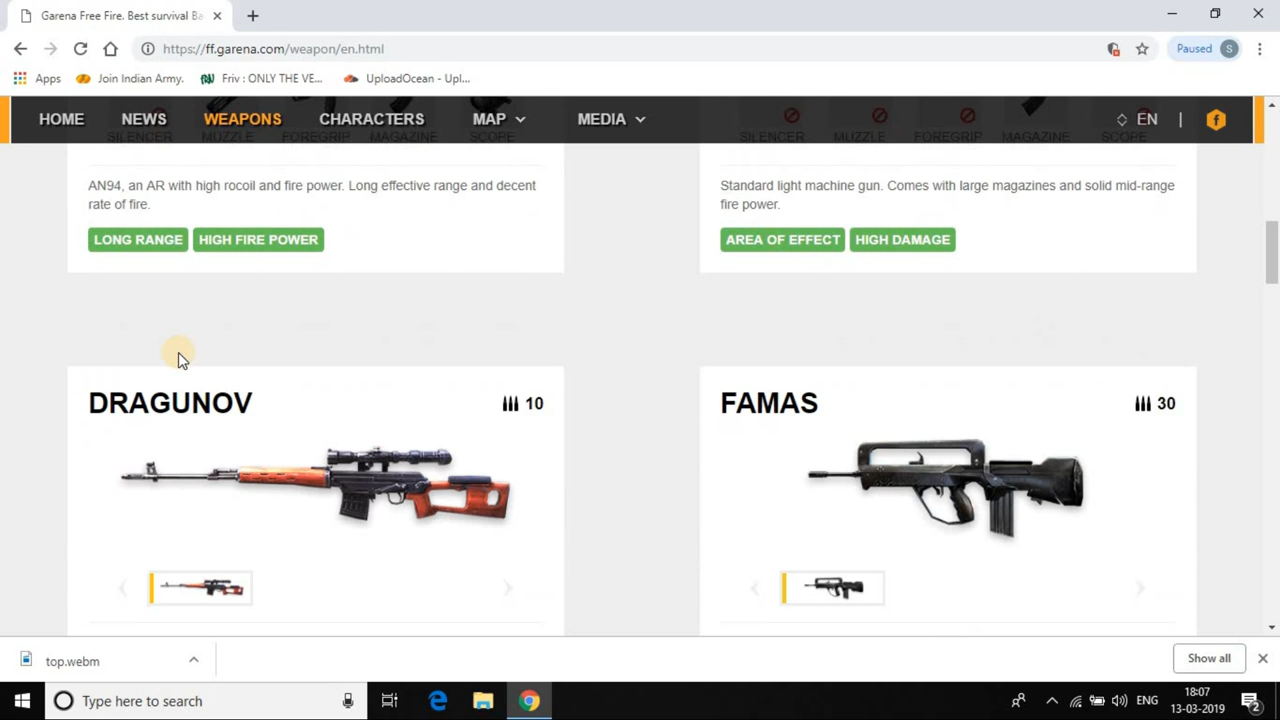 Garena Free Fire. Best survival Ba
https://ff.garena.com/weapon/en.html
Paused S
Apps Join Indian Army. Friv : ONLY THE VE... UploadOcean - Upl...
HOME NEWS WEAPONS CHARACTERS MAP MEDIA EN | f
SILENCER MUZZLE FOREGRIP MAGAZINE SCOPE
SILENCER MUZZLE FOREGRIP MAGAZINE SCOPE
AN94, an AR with high rocoil and fire power. Long effective range and decent
rate of fire.
LONG RANGE HIGH FIRE POWER
Standard light machine gun. Comes with large magazines and solid mid-range
fire power.
AREA OF EFFECT HIGH DAMAGE
DRAGUNOV 10
FAMAS 30
top.webm
Show all
Type here to search
ENG
18:07
13-03-2019
2